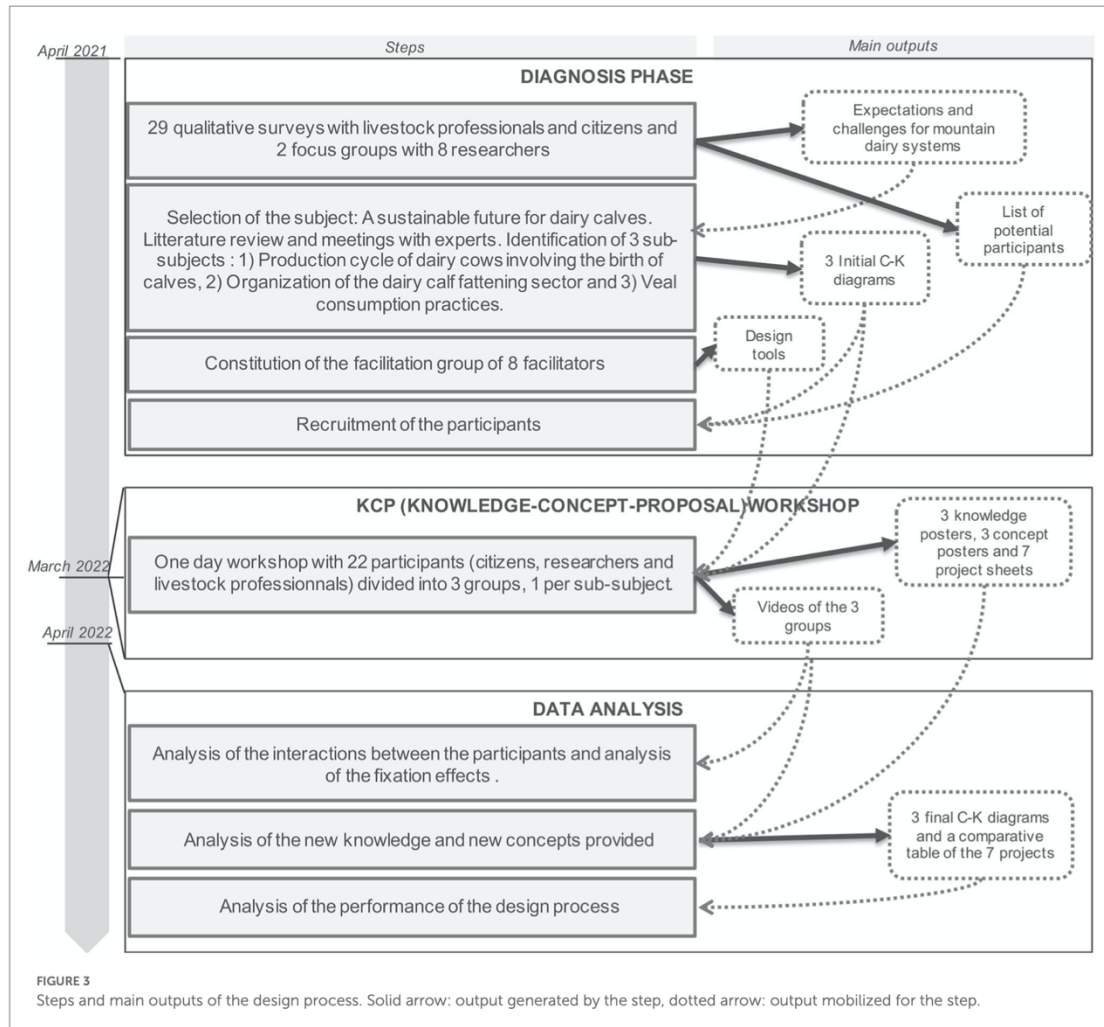 Steps
Main outputs
April 2021
DIAGNOSIS PHASE
29 qualitative surveys with livestock professionals and citizens and
2 focus groups with 8 researchers
Expectations and
challenges for mountain
dairy systems
List of
potential
participants
Selection of the subject: A sustainable future for dairy calves.
Litterature review and meetings with experts. Identification of 3 sub-
subjects : 1) Production cycle of dairy cows involving the birth of
calves, 2) Organization of the dairy calf fattening sector and 3) Veal
consumption practices.
3 Initial C-K
diagrams
Constitution of the facilitation group of 8 facilitators
Design
tools
Recruitment of the participants
KCP (KNOWLEDGE-CONCEPT-PROPOSAL)WORKSHOP
March 2022
One day workshop with 22 participants (citizens, researchers and
livestock professionnals) divided into 3 groups, 1 per sub-subject.
3 knowledge
posters, 3 concept
posters and 7
project sheets
Videos of the 3
groups
April 2022
DATA ANALYSIS
Analysis of the interactions between the participants and analysis
of the fixation effects .
Analysis of the new knowledge and new concepts provided
3 final C-K diagrams
and a comparative
table of the 7 projects
Analysis of the performance of the design process
FIGURE 3
Steps and main outputs of the design process. Solid arrow: output generated by the step, dotted arrow: output mobilized for the step.